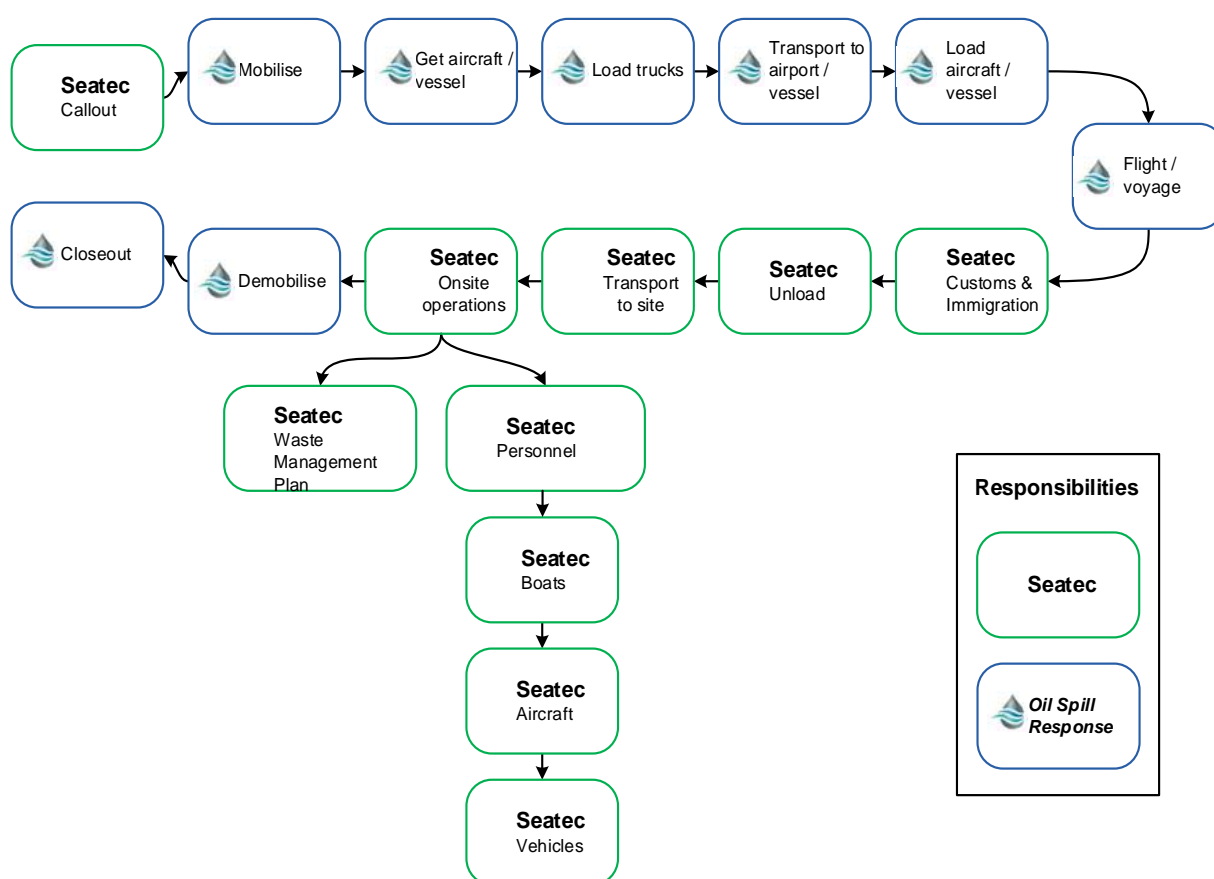 Seatec
Callout
Mobilise
Get aircraft /
vessel
Load trucks
Transport to
airport /
vessel
Load
aircraft /
vessel
Flight /
voyage
Seatec
Customs &
Immigration
Seatec
Unload
Seatec
Transport
to site
Seatec
Onsite
operations
Demobilise
Closeout
Seatec
Waste
Management
Plan
Seatec
Personnel
Seatec
Boats
Seatec
Aircraft
Seatec
Vehicles
Responsibilities
Seatec
Oil Spill
Response